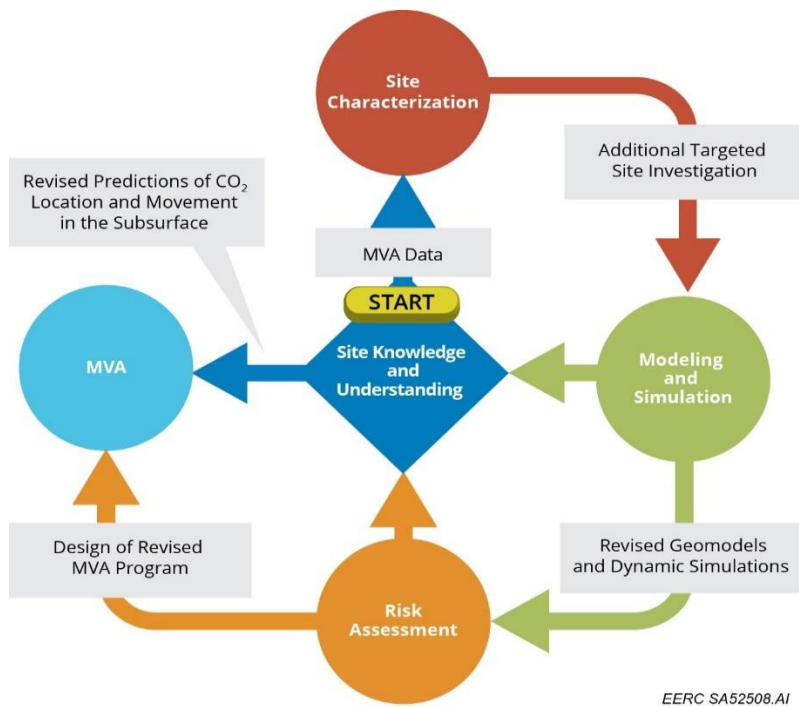 Site
Characterization
Additional Targeted
Site Investigation
Revised Predictions of CO₂
Location and Movement
in the Subsurface
MVA Data
START
Site Knowledge
and
Understanding
MVA
Modeling
and
Simulation
Design of Revised
MVA Program
Revised Geomodels
and Dynamic Simulations
Risk
Assessment
EERC SA52508.AI